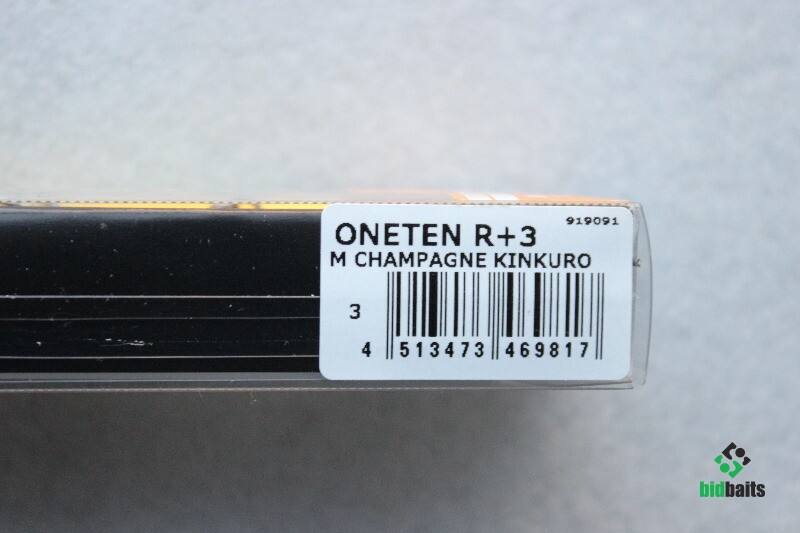 919091
ONETEN R+3
M CHAMPAGNE KINKURO
3
4 513473 469817
bidbaits